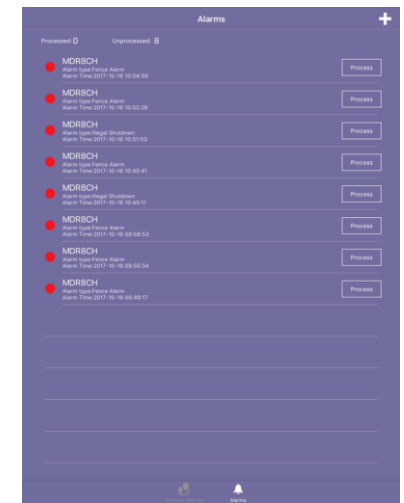 Alarms
Processed:0 Unprocessed: 8
MDR8CH
Alarm type:Fence Alarm
Alarm Time:2017-10-16 10:54:59
Process
MDR8CH
Alarm type:Fence Alarm
Alarm Time:2017-10-16 10:52:26
Process
MDR8CH
Alarm type:Illegal Shutdown
Alarm Time:2017-10-16 10:51:53
Process
MDR8CH
Alarm type:Fence Alarm
Alarm Time:2017-10-16 10:45:41
Process
MDR8CH
Alarm type:Illegal Shutdown
Alarm Time:2017-10-16 10:45:11
Process
MDR8CH
Alarm type:Fence Alarm
Alarm Time:2017-10-16 09:58:53
Process
MDR8CH
Alarm type:Fence Alarm
Alarm Time:2017-10-16 09:55:34
Process
MDR8CH
Alarm type:Fence Alarm
Alarm Time:2017-10-16 09:49:17
Process
Alarms